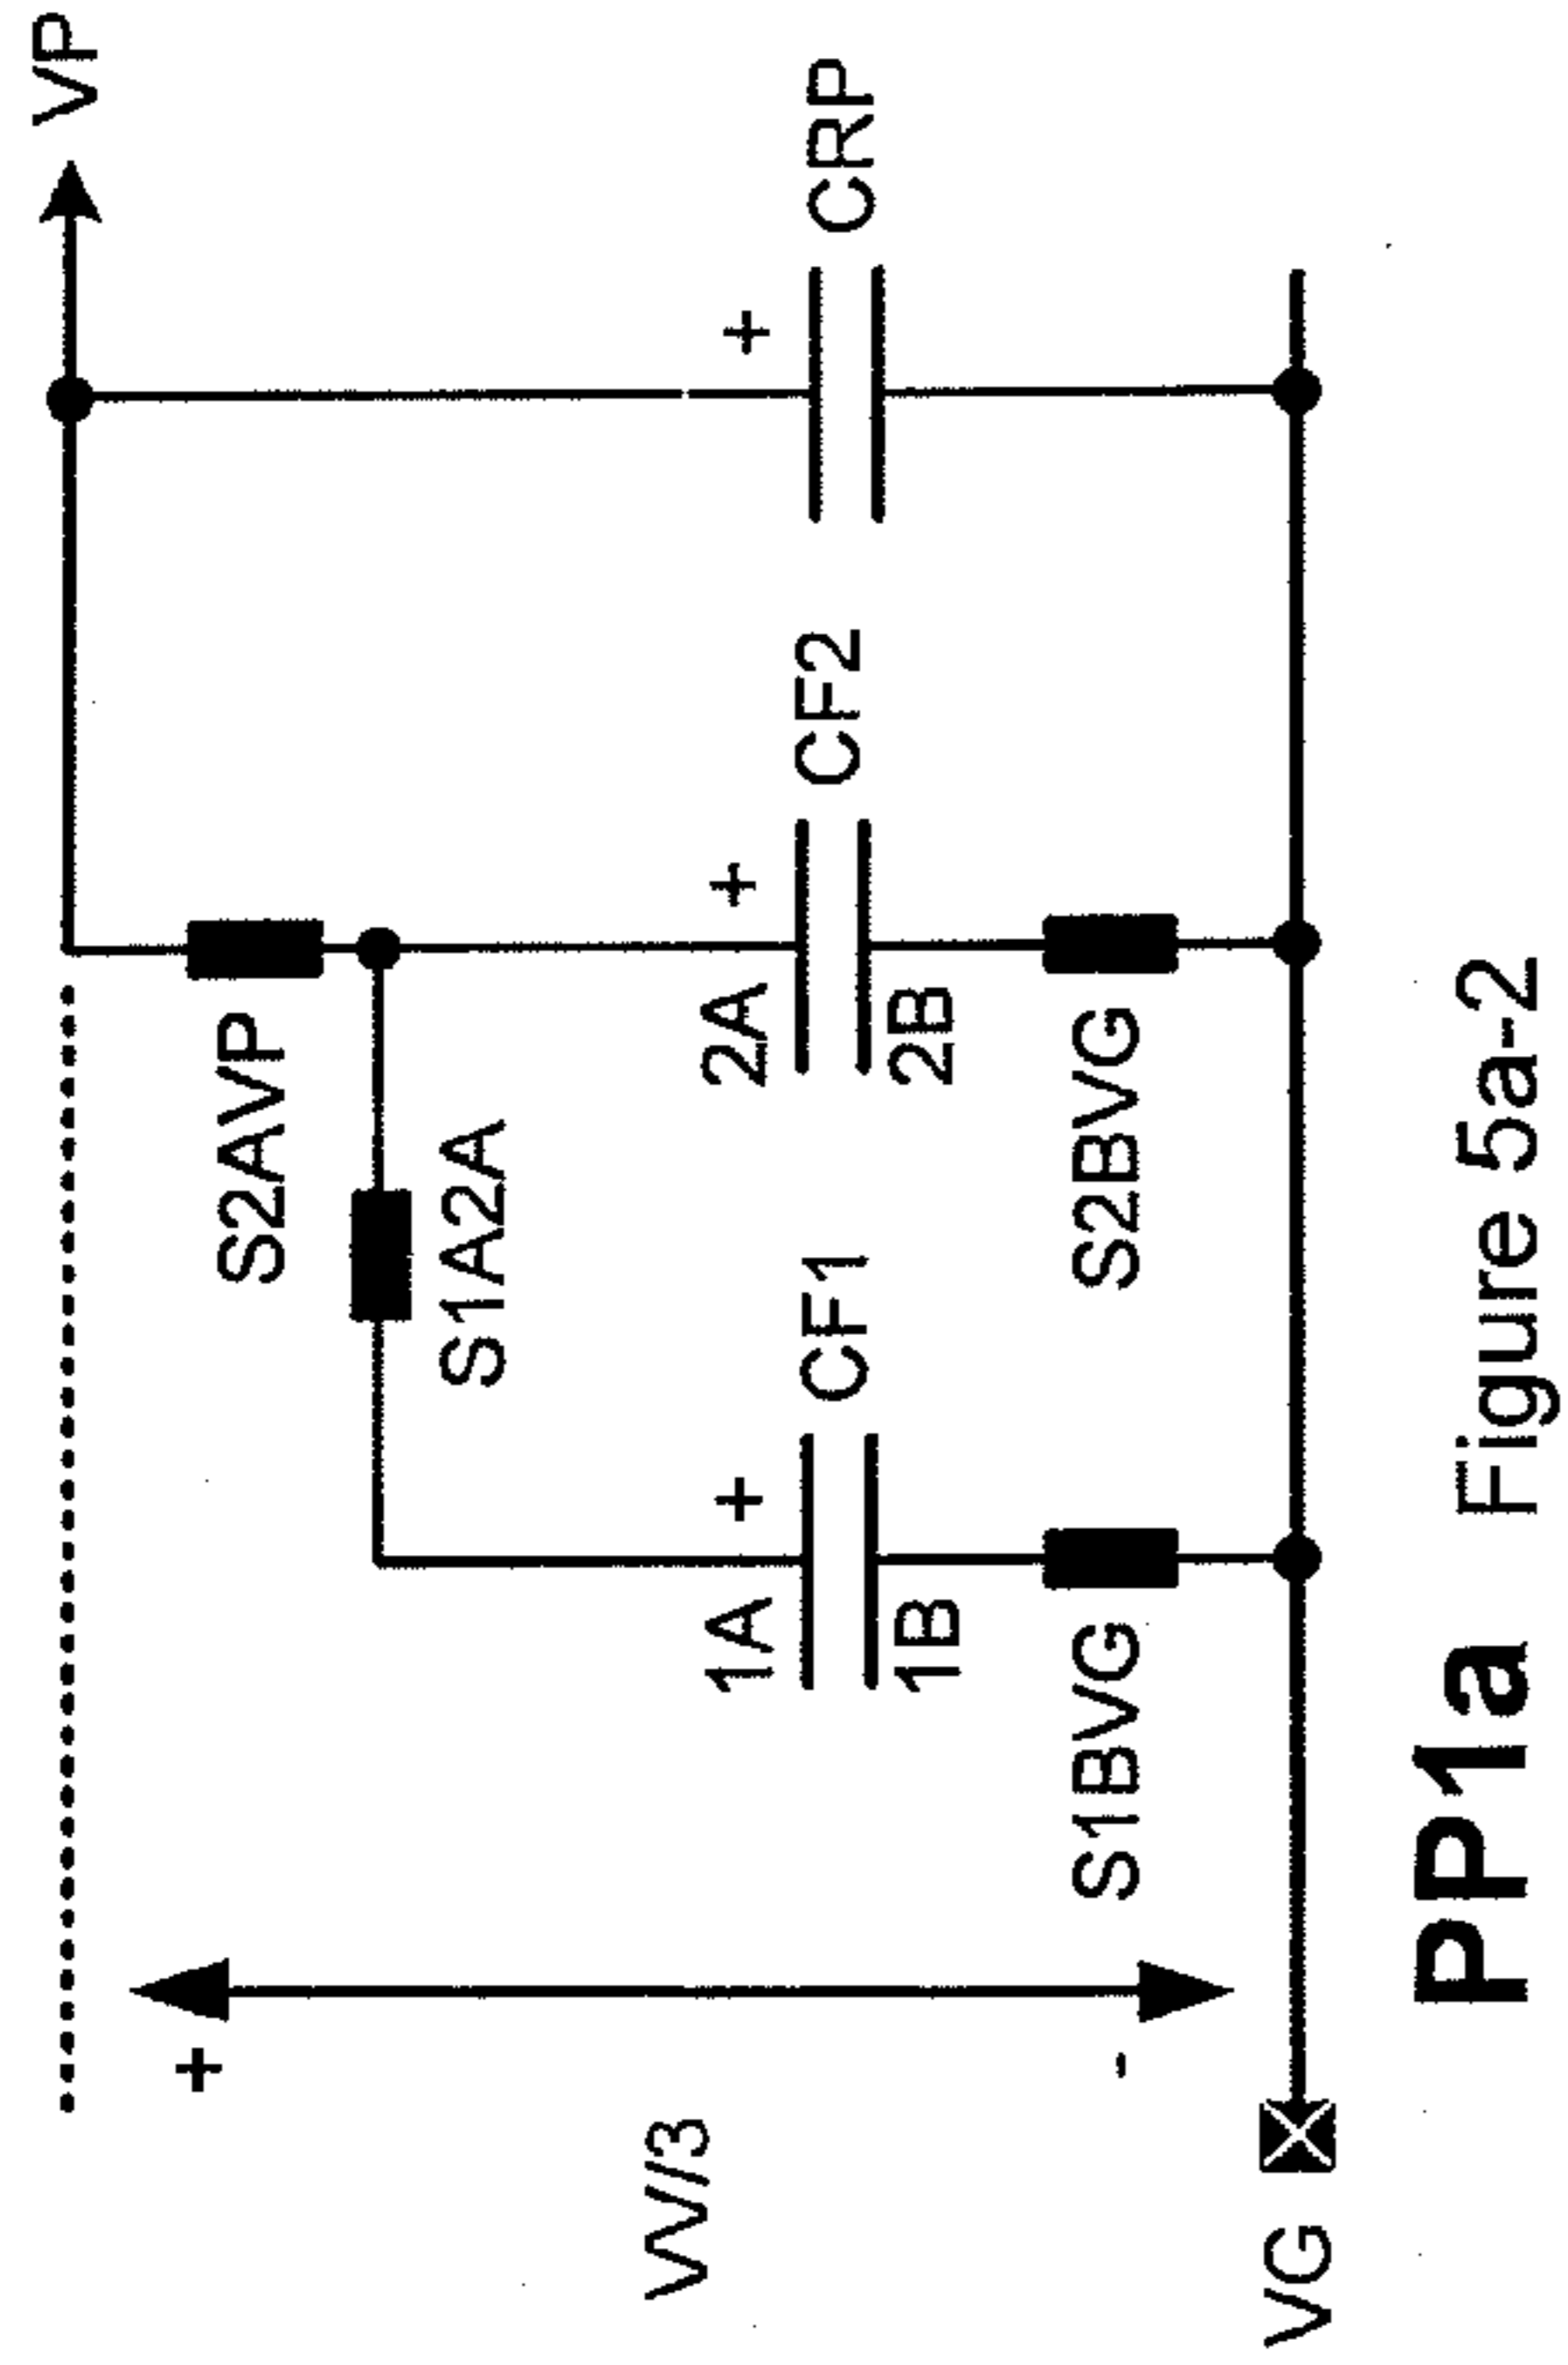 VP
+
S2AVP
S1A2A
VV/3
1A + 2A + +
CF1 CF2 CRP
1B 2B
- S1BVG S2BVG
VG
PP1a Figure 5a-2